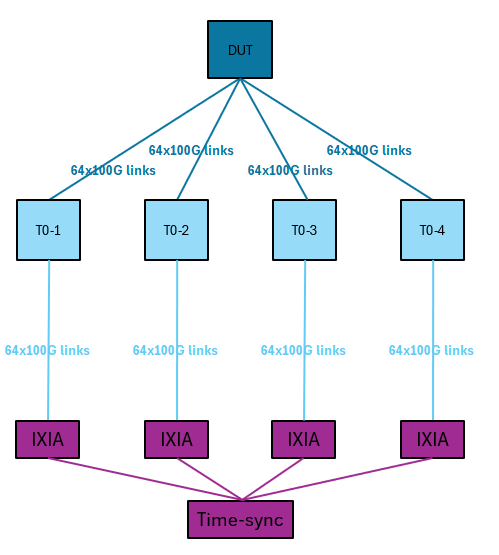 DUT
64x100G links
64x100G links
64x100G links
64x100G links
T0-1
T0-2
T0-3
T0-4
64x100G links
64x100G links
64x100G links
64x100G links
IXIA
IXIA
IXIA
IXIA
Time-sync